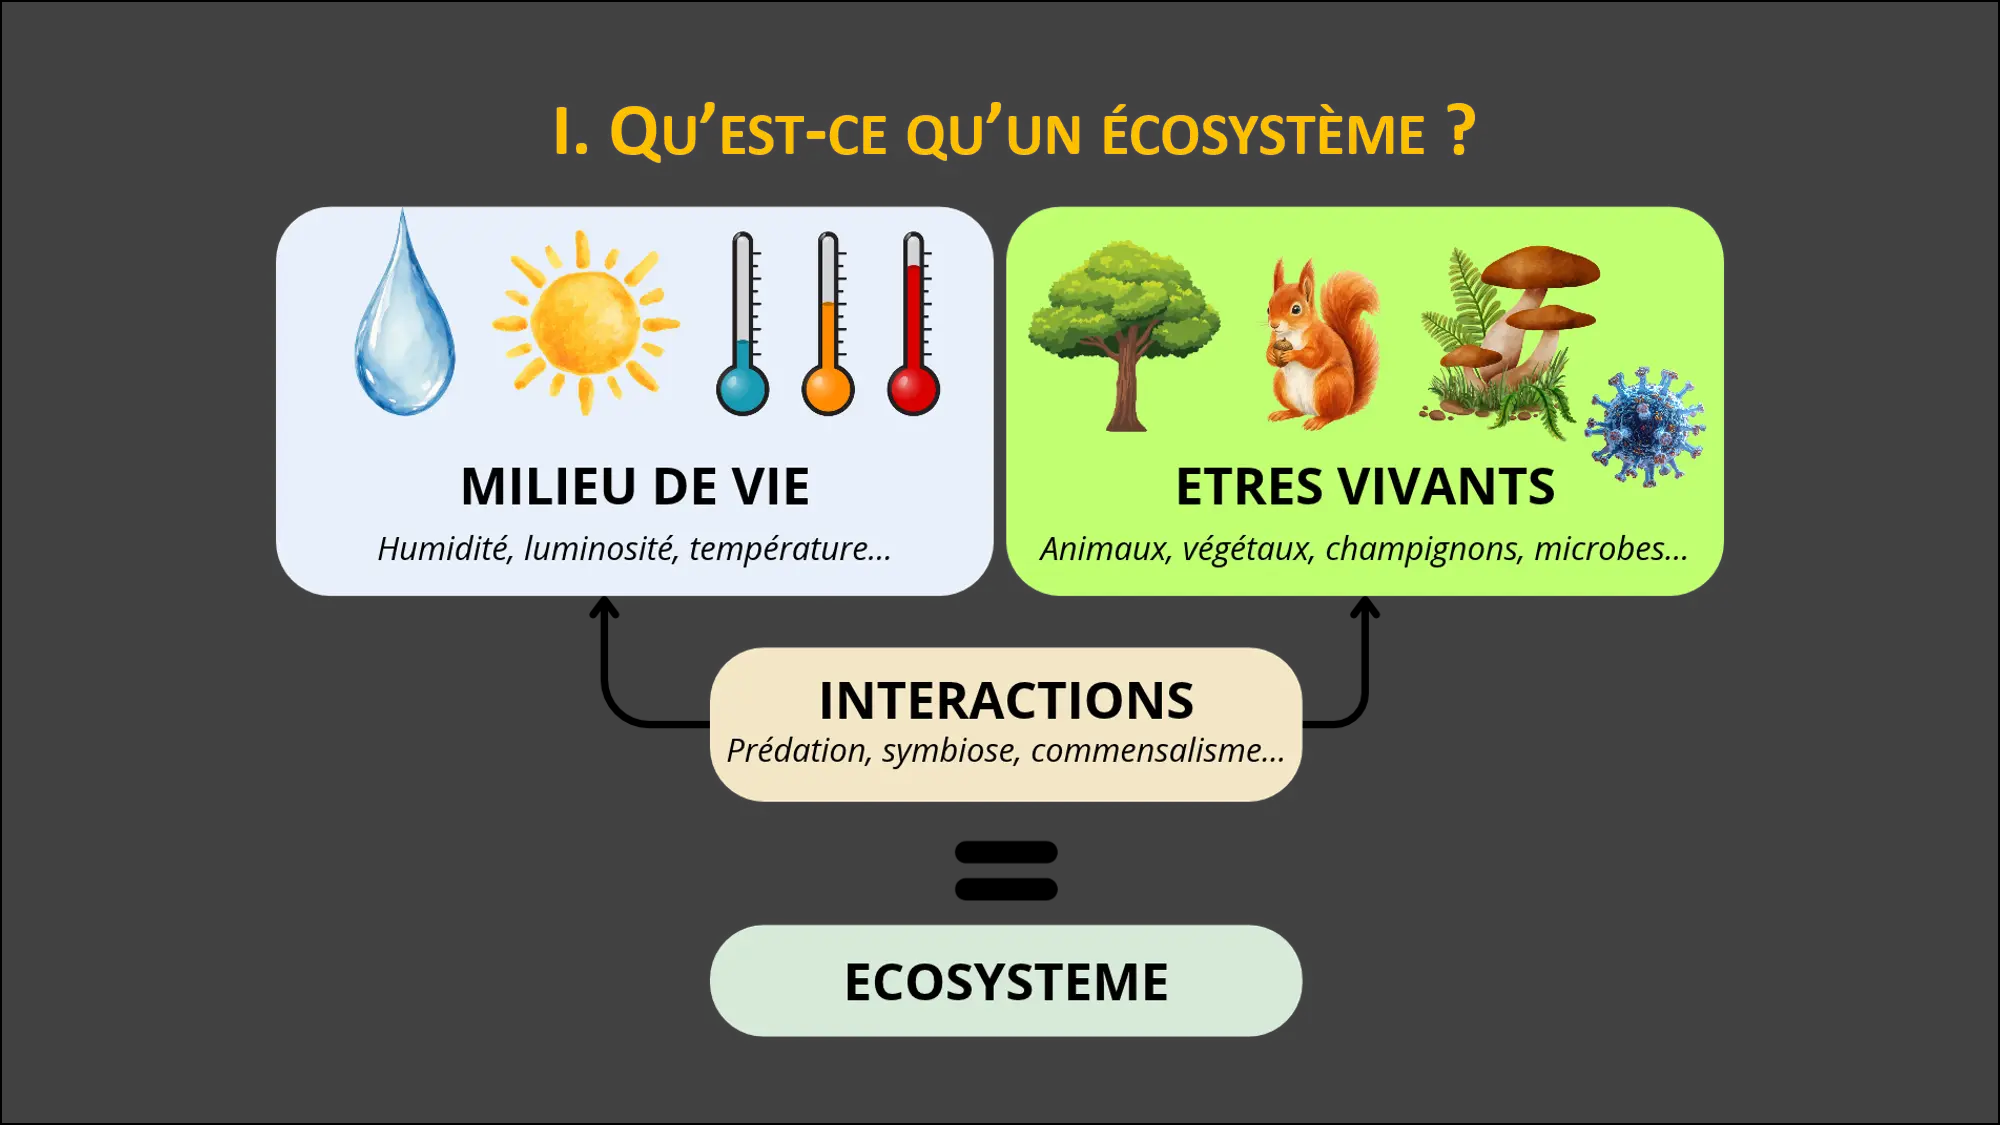 I. Qu’est-ce qu’un écosystème ?
MILIEU DE VIE
Humidité, luminosité, température...
ETRES VIVANTS
Animaux, végétaux, champignons, microbes...
INTERACTIONS
Prédation, symbiose, commensalisme...
ECOSYSTEME